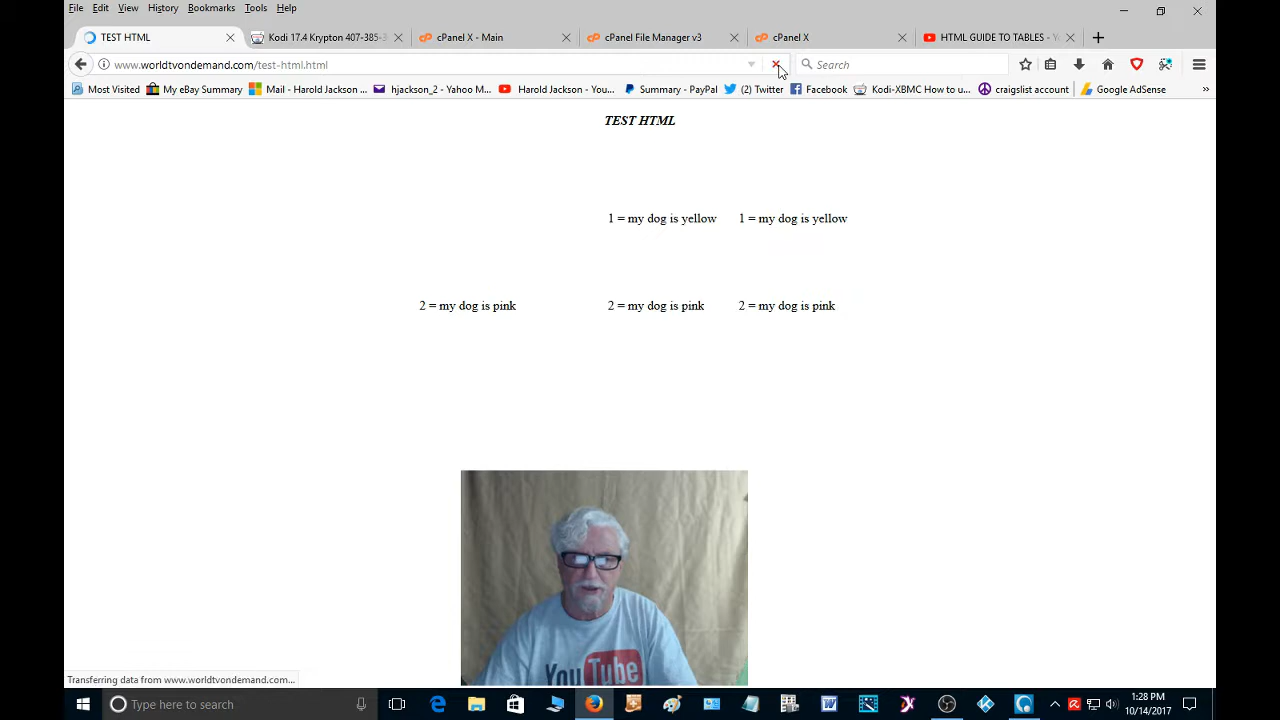 File Edit View History Bookmarks Tools Help
TEST HTML
Kodi 17.4 Krypton 407-385-3
cPanel X - Main
cPanel File Manager v3
cPanel X
HTML GUIDE TO TABLES - Y
www.worldtvondemand.com/test-html.html
Search
Most Visited My eBay Summary Mail - Harold Jackson ... hjackson_2 - Yahoo M... Harold Jackson - You... Summary - PayPal (2) Twitter Facebook Kodi-XBMC How to u... craigslist account Google AdSense
TEST HTML
1 = my dog is yellow 1 = my dog is yellow
2 = my dog is pink 2 = my dog is pink 2 = my dog is pink
YouTube
Transferring data from www.worldtvondemand.com...
Type here to search
1:28 PM
10/14/2017